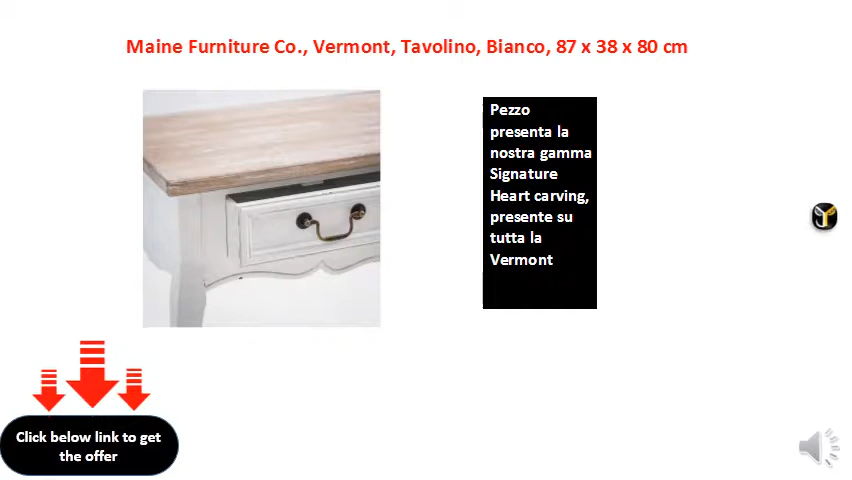 Maine Furniture Co., Vermont, Tavolino, Bianco, 87 x 38 x 80 cm
Pezzo
presenta la
nostra gamma
Signature
Heart carving,
presente su
tutta la
Vermont
Click below link to get
the offer